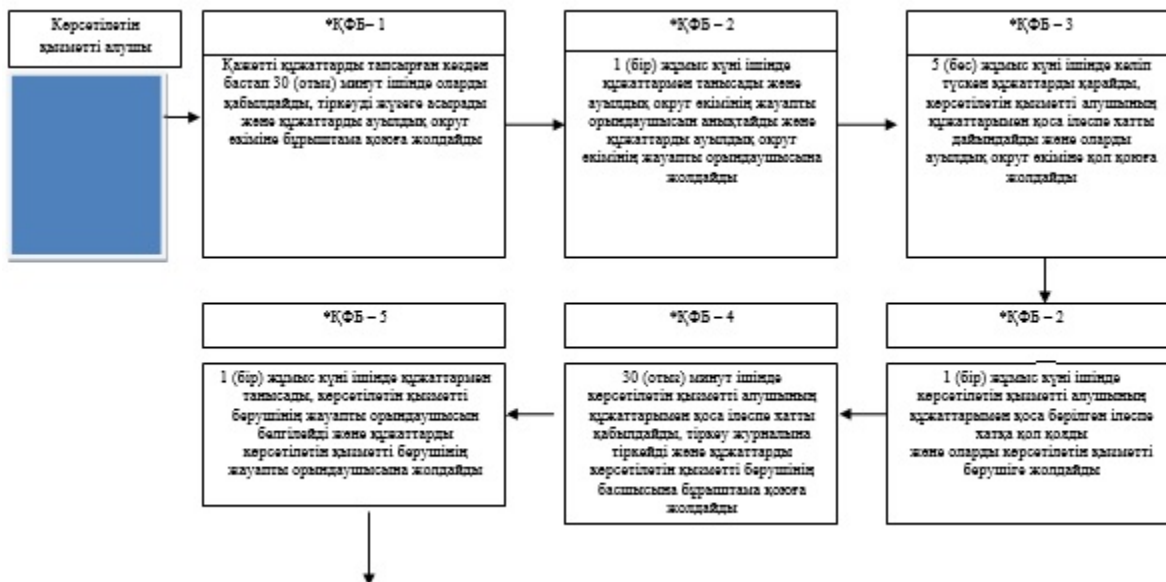 Көрсетілетін
қызметті алушы
*ҚФБ– 1
Қажетті құжаттарды тапсырған кезден
бастап 30 (отыз) минут ішінде оларды
қабылдайды, тіркеуді жүзеге асырады
және құжаттарды ауылдық округ
әкіміне бұрыштама қоюға жолдайды
*ҚФБ – 2
1 (бір) жұмыс күні ішінде
құжаттармен танысады және
ауылдық округ әкімінің жауапты
орындаушысын анықтайды және
құжаттарды ауылдық округ
әкімінің жауапты орындаушысына
жолдайды
*ҚФБ – 3
5 (бес) жұмыс күні ішінде келіп
түскен құжаттарды қарайды,
көрсетілетін қызметті алушының
құжаттарымен қоса ілеспе хатты
дайындайды және оларды
ауылдық округ әкіміне қол қоюға
жолдайды
*ҚФБ – 5
1 (бір) жұмыс күні ішінде құжаттармен
танысады, көрсетілетін қызметті
берушінің жауапты орындаушысын
белгілейді және құжаттарды
көрсетілетін қызметті берушінің
жауапты орындаушысына жолдайды
*ҚФБ – 4
30 (отыз) минут ішінде
көрсетілетін қызметті алушының
құжаттарымен қоса ілеспе хатты
қабылдайды, тіркеу журналына
тіркейді және құжаттарды
көрсетілетін қызметті берушінің
басшысына бұрыштама қоюға
жолдайды
*ҚФБ – 2
1 (бір) жұмыс күні ішінде
көрсетілетін қызметті алушының
құжаттарымен қоса берілген ілеспе
хатқа қол қояды
және оларды көрсетілетін қызметті
берушіге жолдайды